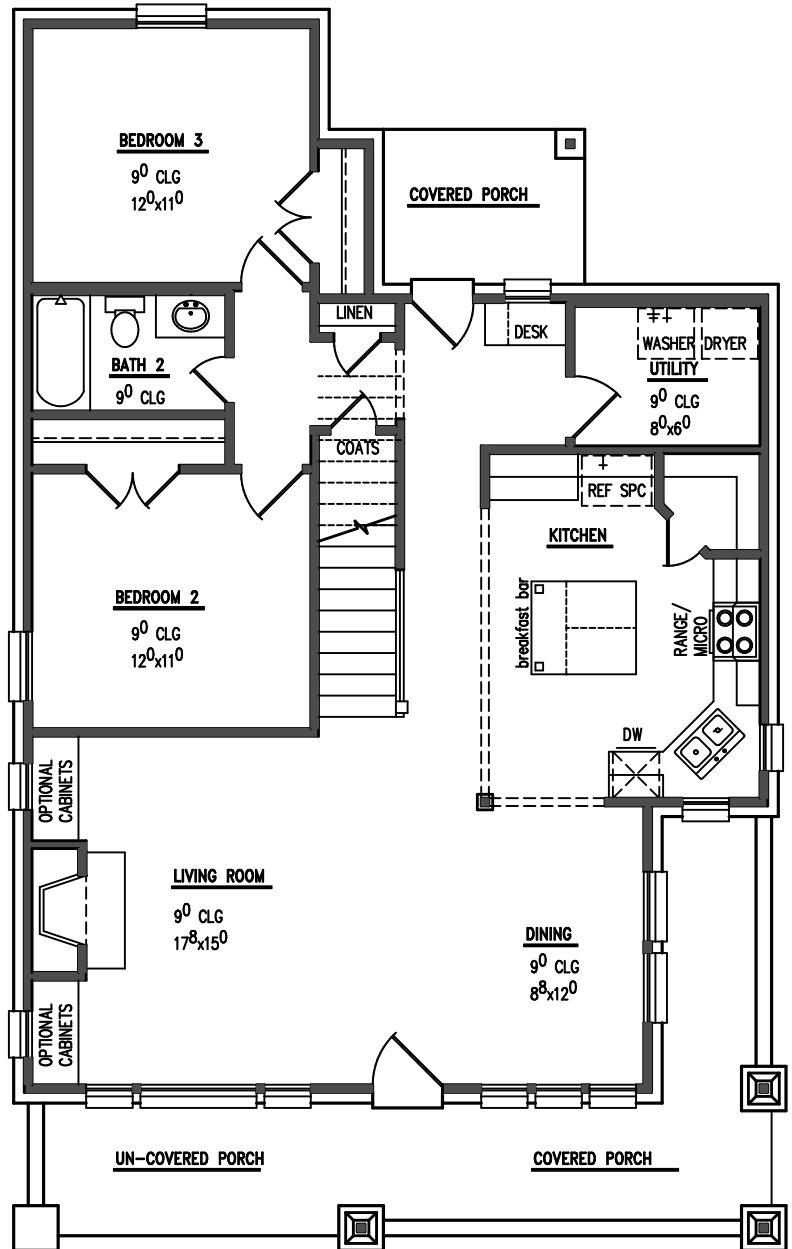 BEDROOM 3
9⁰ CLG
12⁰x11⁰
COVERED PORCH
LINEN
DESK
WASHER
DRYER
UTILITY
9⁰ CLG
8⁰x6⁰
BATH 2
9⁰ CLG
COATS
REF SPC
KITCHEN
BEDROOM 2
9⁰ CLG
12⁰x11⁰
breakfast bar
RANGE/
MICRO
DW
OPTIONAL
CABINETS
LIVING ROOM
9⁰ CLG
17⁸x15⁰
DINING
9⁰ CLG
8⁸x12⁰
OPTIONAL
CABINETS
UN-COVERED PORCH
COVERED PORCH